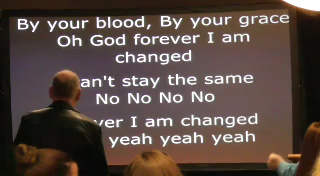 By your blood, By your grace
Oh God forever I am
changed
an't stay the same
No No No No
ver I am changed
yeah yeah yeah